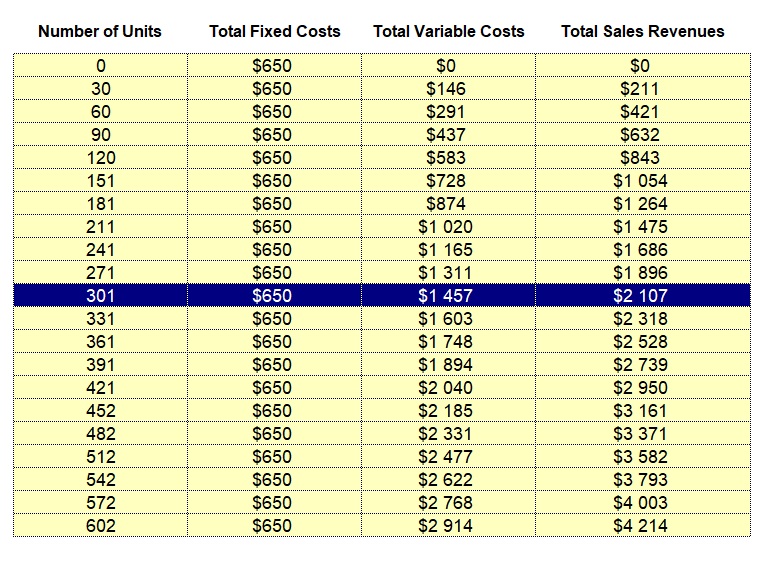 Number of Units Total Fixed Costs Total Variable Costs Total Sales Revenues
0 $650 $0 $0
30 $650 $146 $211
60 $650 $291 $421
90 $650 $437 $632
120 $650 $583 $843
151 $650 $728 $1 054
181 $650 $874 $1 264
211 $650 $1 020 $1 475
241 $650 $1 165 $1 686
271 $650 $1 311 $1 896
301 $650 $1 457 $2 107
331 $650 $1 603 $2 318
361 $650 $1 748 $2 528
391 $650 $1 894 $2 739
421 $650 $2 040 $2 950
452 $650 $2 185 $3 161
482 $650 $2 331 $3 371
512 $650 $2 477 $3 582
542 $650 $2 622 $3 793
572 $650 $2 768 $4 003
602 $650 $2 914 $4 214